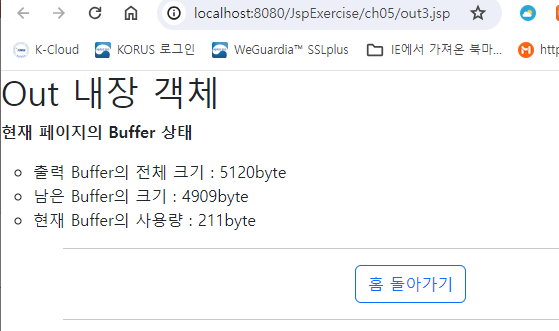 localhost:8080/JspExercise/ch05/out3.jsp
K-Cloud KORUS 로그인 WeGuardia™ SSLplus IE에서 가져온 북마... http
Out 내장 객체
현재 페이지의 Buffer 상태
출력 Buffer의 전체 크기 : 5120byte
남은 Buffer의 크기 : 4909byte
현재 Buffer의 사용량 : 211byte
홈 돌아가기